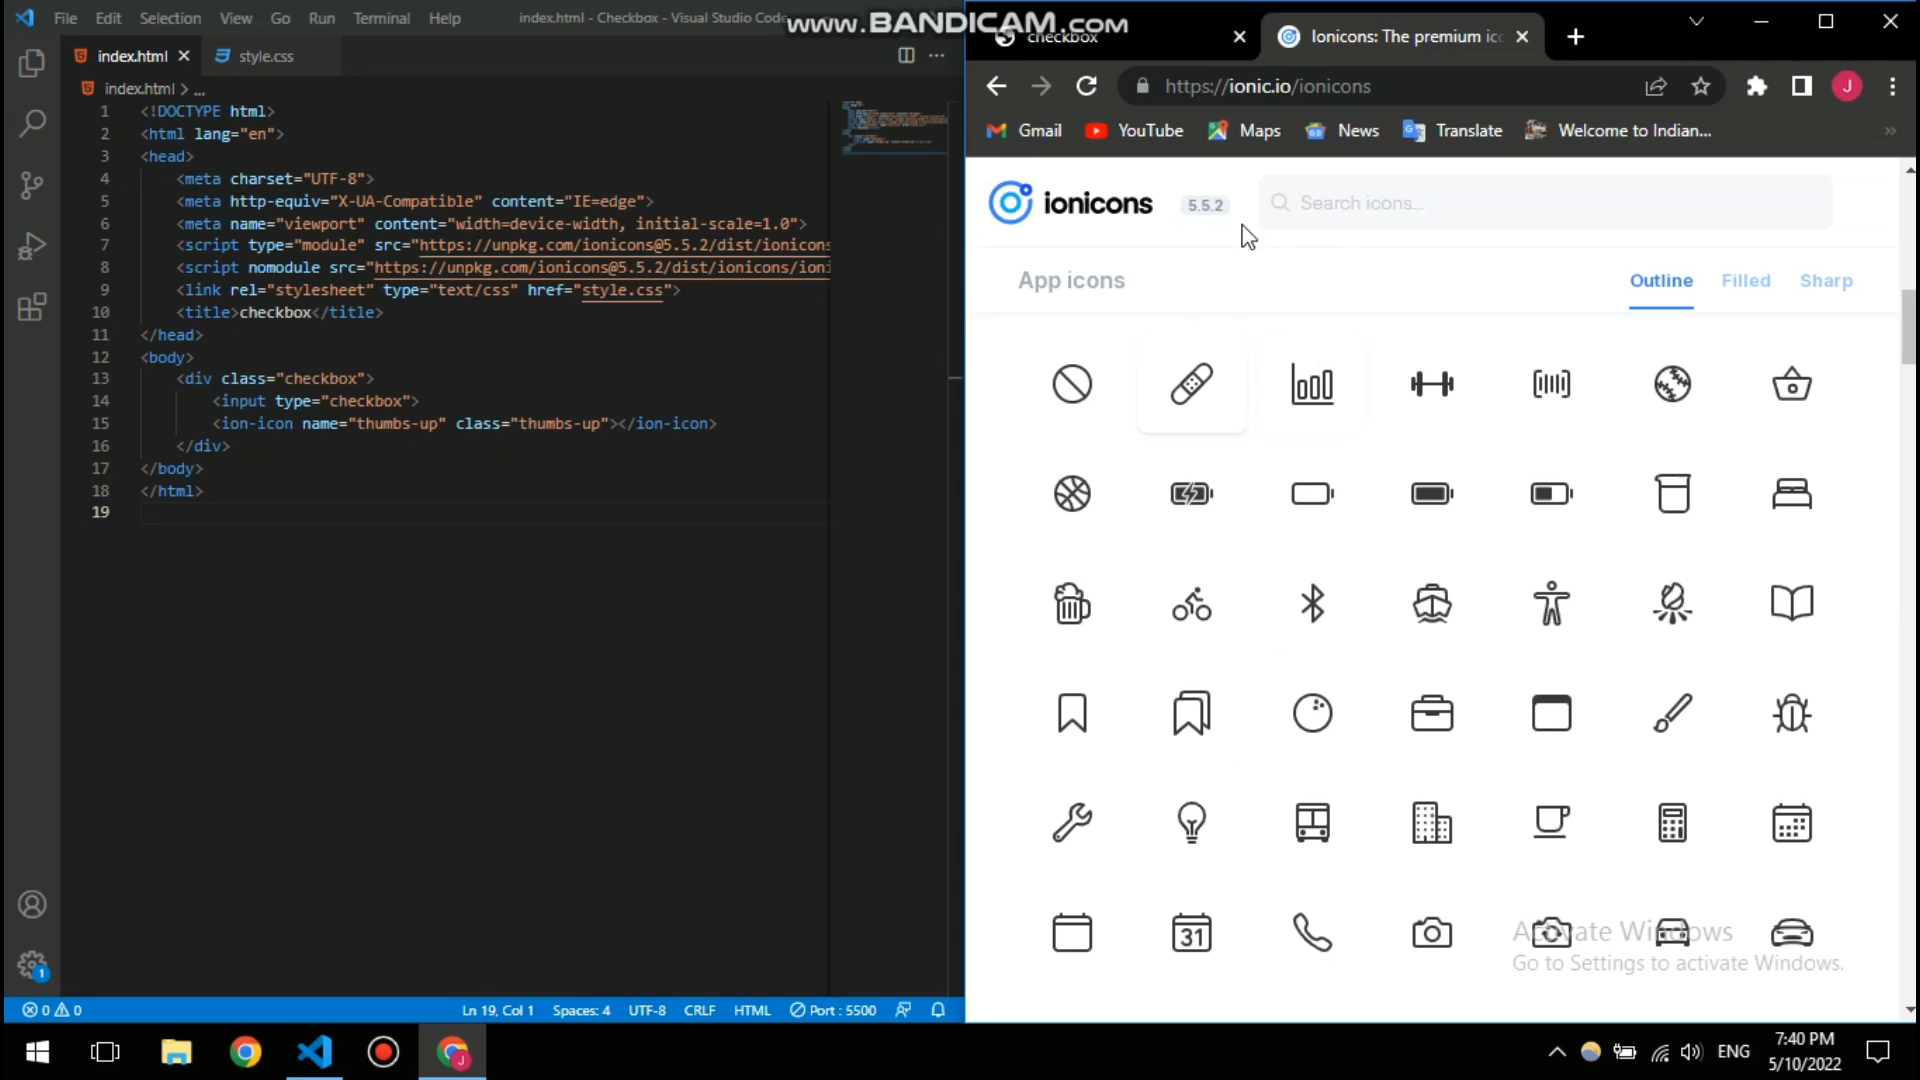 File Edit Selection View Go Run Terminal Help index.html - Checkbox - Visual Studio Code
www.BANDICAM.com
index.html style.css
index.html > ...
1 <!DOCTYPE html>
2 <html lang="en">
3 <head>
4 <meta charset="UTF-8">
5 <meta http-equiv="X-UA-Compatible" content="IE=edge">
6 <meta name="viewport" content="width=device-width, initial-scale=1.0">
7 <script type="module" src="https://unpkg.com/ionicons@5.5.2/dist/ionicons
8 <script nomodule src="https://unpkg.com/ionicons@5.5.2/dist/ionicons/ioni
9 <link rel="stylesheet" type="text/css" href="style.css">
10 <title>checkbox</title>
11 </head>
12 <body>
13 <div class="checkbox">
14 <input type="checkbox">
15 <ion-icon name="thumbs-up" class="thumbs-up"></ion-icon>
16 </div>
17 </body>
18 </html>
19
1
0 0 Ln 19, Col 1 Spaces: 4 UTF-8 CRLF HTML Port : 5500
checkbox Ionicons: The premium ico
https://ionic.io/ionicons J
Gmail YouTube Maps News Translate Welcome to Indian... »
ionicons 5.5.2 Search icons...
App icons Outline Filled Sharp
31
Activate Windows
Go to Settings to activate Windows.
J
ENG 7:40 PM
5/10/2022